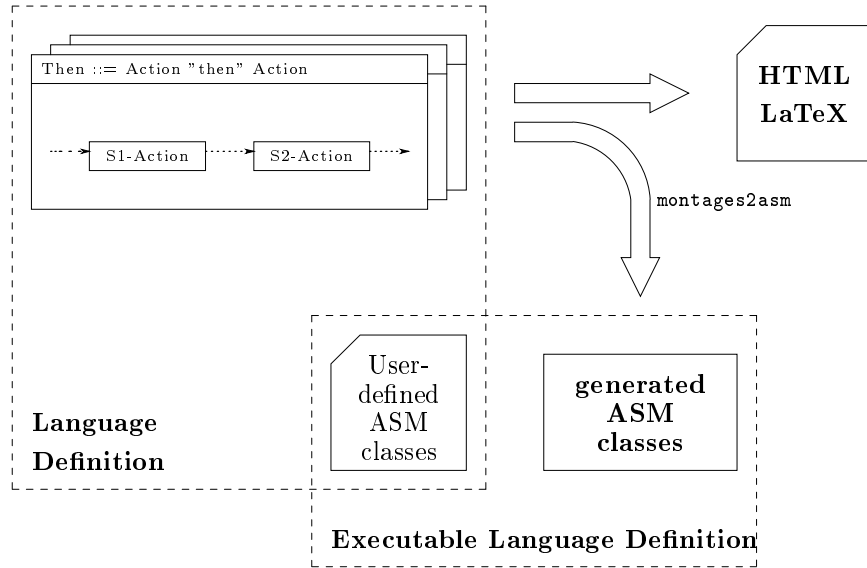 Then ::= Action "then" Action
S1-Action
S2-Action
HTML
LaTeX
montages2asm
User-
defined
ASM
classes
generated
ASM
classes
Language
Definition
Executable Language Definition